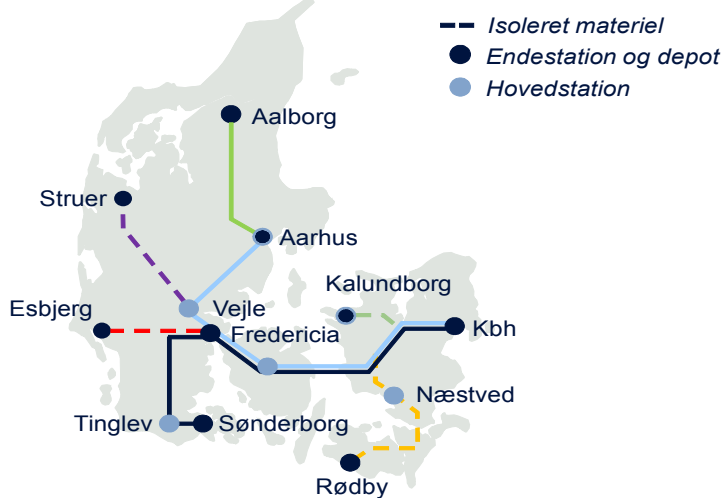 Isoleret materiel
Endestation og depot
Hovedstation
Aalborg
Struer
Aarhus
Kalundborg
Esbjerg
Vejle
Fredericia
Kbh
Næstved
Tinglev
Sønderborg
Rødby